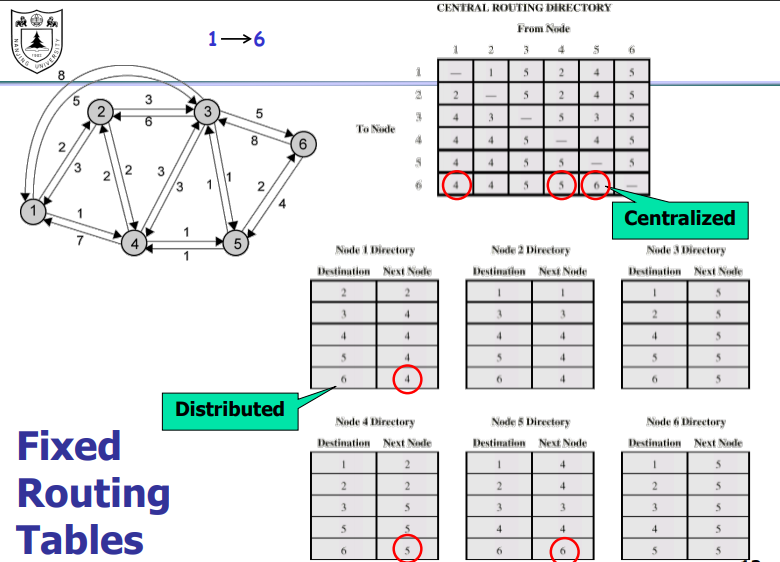 CENTRAL ROUTING DIRECTORY
From Node
1 → 6
1 2 3 4 5 6
1 — 1 5 2 4 5
2 2 — 5 2 4 5
3 4 3 — 5 3 5
4 4 4 5 — 4 5
5 4 4 5 5 — 5
6 4 4 5 5 6 —
To Node
Centralized
NANJING UNIVERSITY
8
5
2
3
3
6
3
5
8
6
2
3
2
2
3
3
1
1
2
4
1
1
7
4
1
1
5
Node 1 Directory
Destination Next Node
2 2
3 4
4 4
5 4
6 4
Node 2 Directory
Destination Next Node
1 1
3 3
4 4
5 4
6 4
Node 3 Directory
Destination Next Node
1 5
2 5
4 5
5 5
6 5
Distributed
Fixed
Routing
Tables
Node 4 Directory
Destination Next Node
1 2
2 2
3 5
5 5
6 5
Node 5 Directory
Destination Next Node
1 4
2 4
3 3
4 4
6 6
Node 6 Directory
Destination Next Node
1 5
2 5
3 5
4 5
5 5